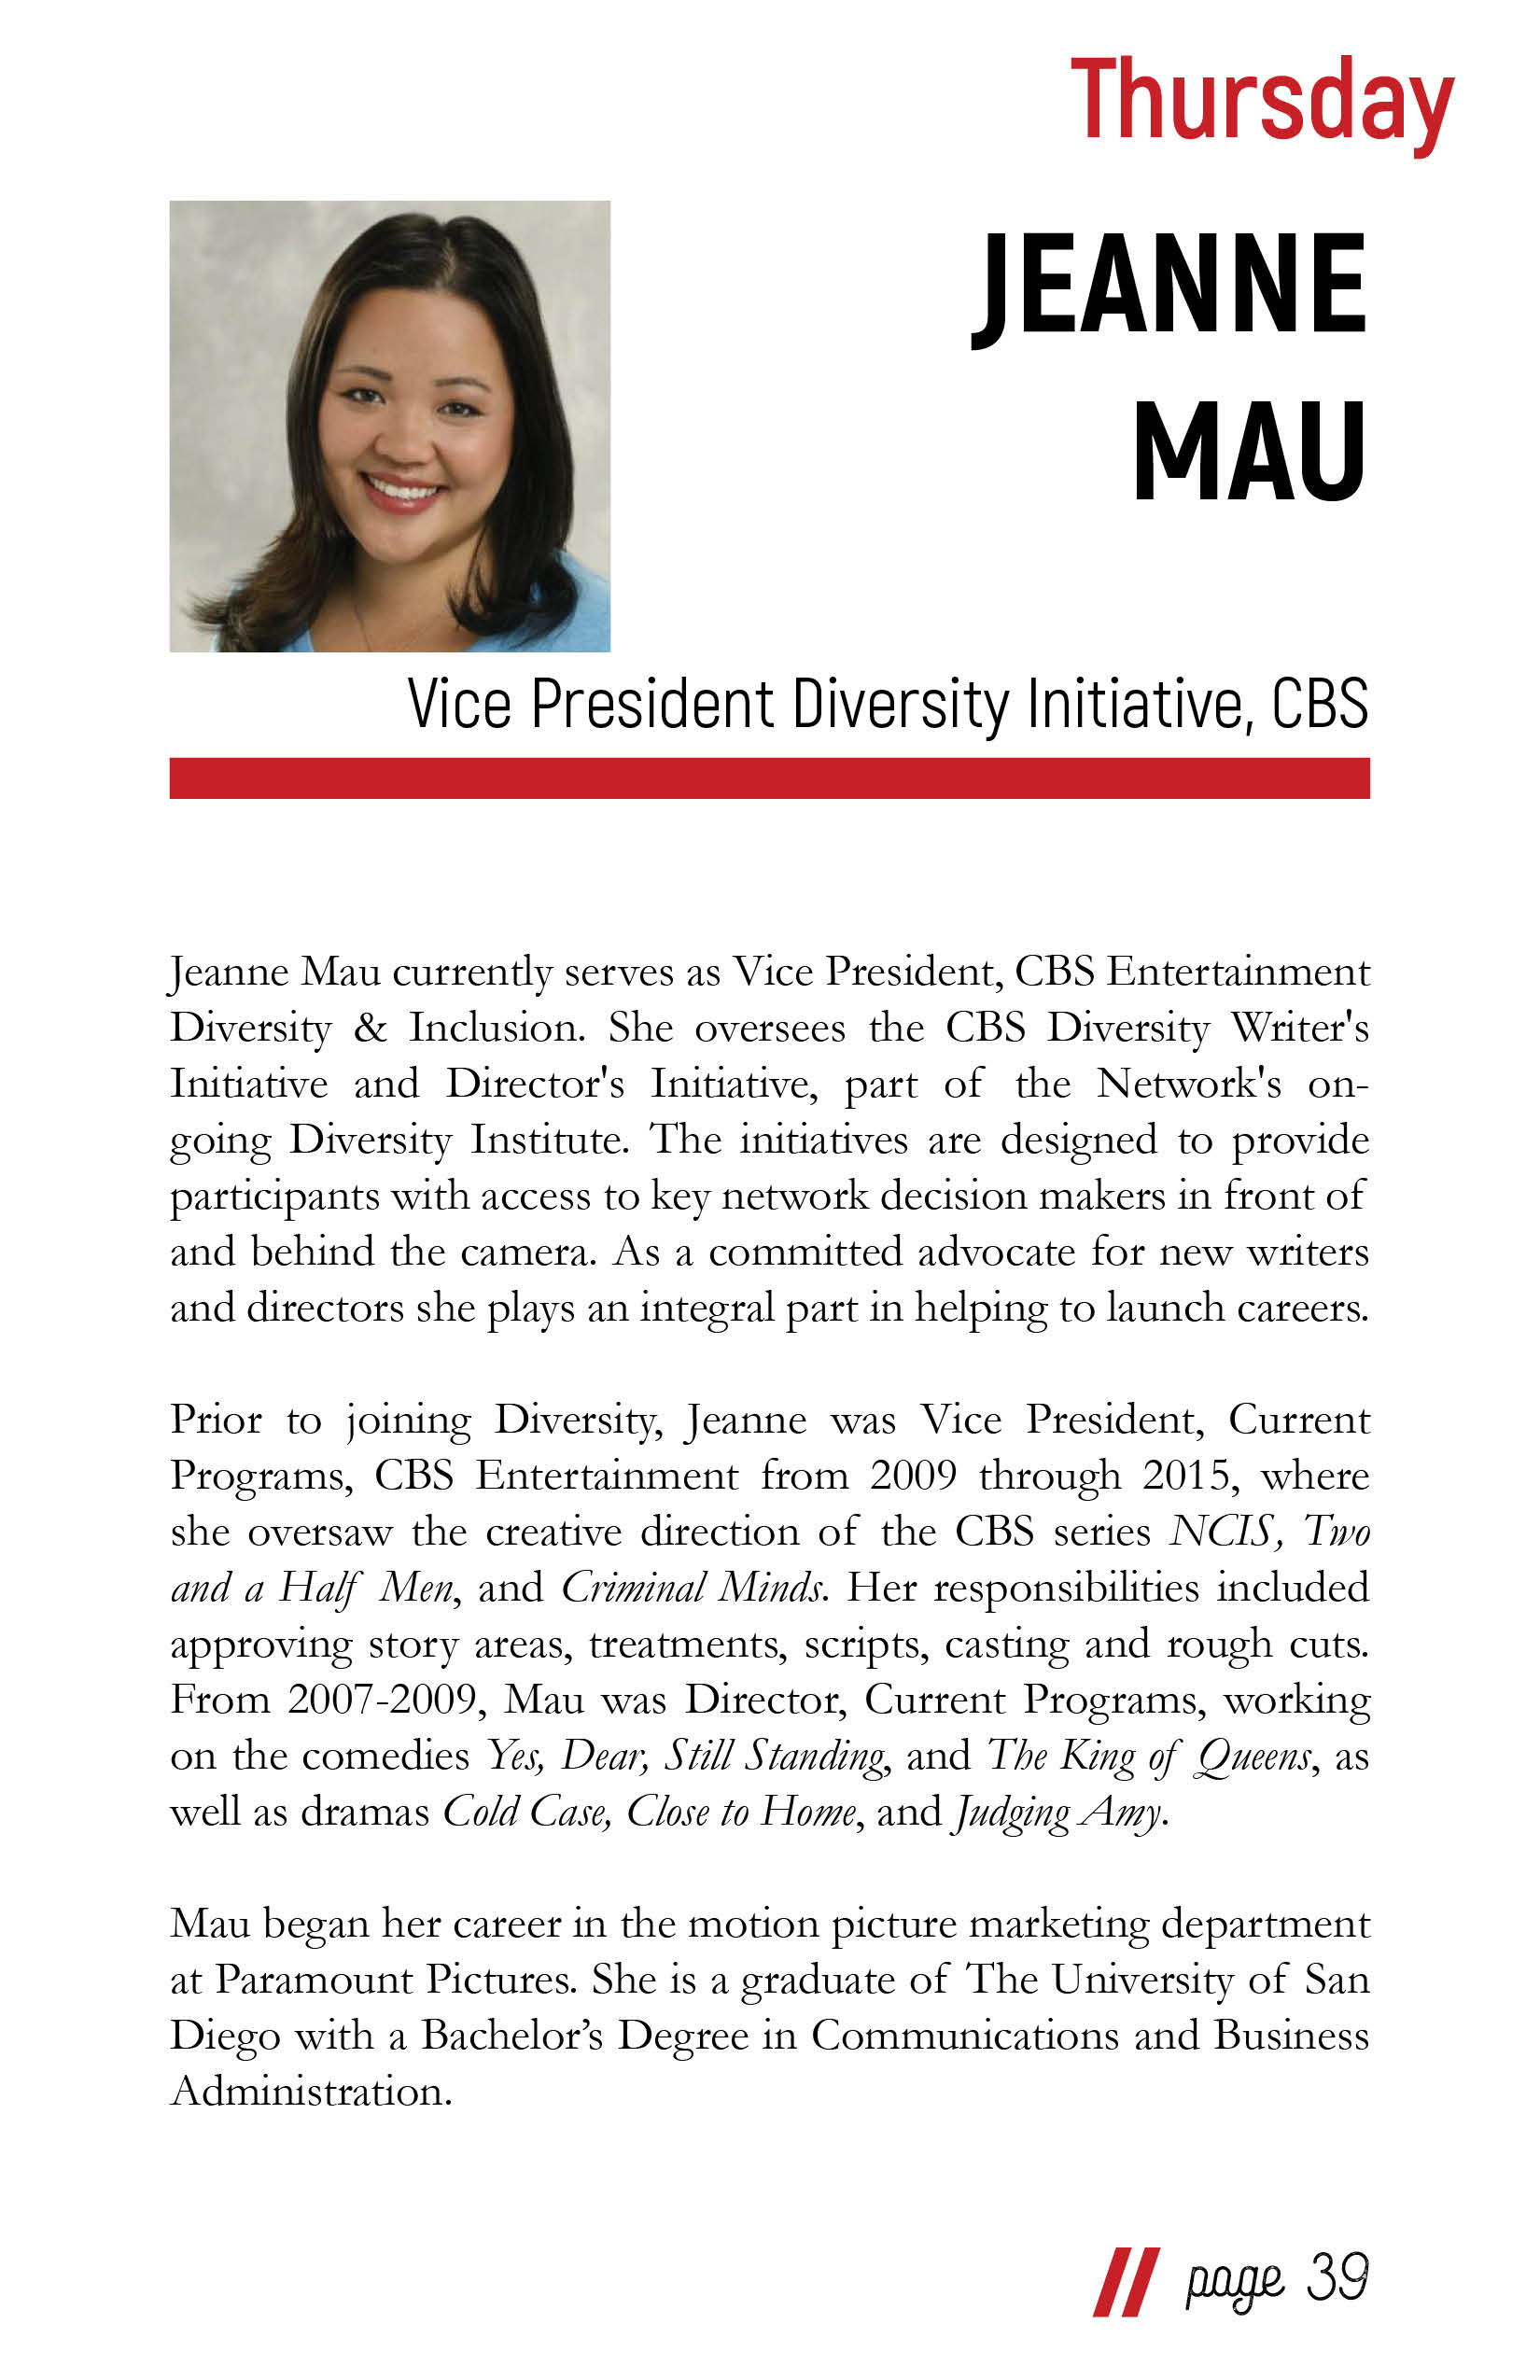 Thursday
JEANNE
MAU
Vice President Diversity Initiative, CBS
Jeanne Mau currently serves as Vice President, CBS Entertainment
Diversity & Inclusion. She oversees the CBS Diversity Writer's
Initiative and Director's Initiative, part of the Network's on-
going Diversity Institute. The initiatives are designed to provide
participants with access to key network decision makers in front of
and behind the camera. As a committed advocate for new writers
and directors she plays an integral part in helping to launch careers.
Prior to joining Diversity, Jeanne was Vice President, Current
Programs, CBS Entertainment from 2009 through 2015, where
she oversaw the creative direction of the CBS series NCIS, Two
and a Half Men, and Criminal Minds. Her responsibilities included
approving story areas, treatments, scripts, casting and rough cuts.
From 2007-2009, Mau was Director, Current Programs, working
on the comedies Yes, Dear, Still Standing, and The King of Queens, as
well as dramas Cold Case, Close to Home, and Judging Amy.
Mau began her career in the motion picture marketing department
at Paramount Pictures. She is a graduate of The University of San
Diego with a Bachelor’s Degree in Communications and Business
Administration.
// page 39